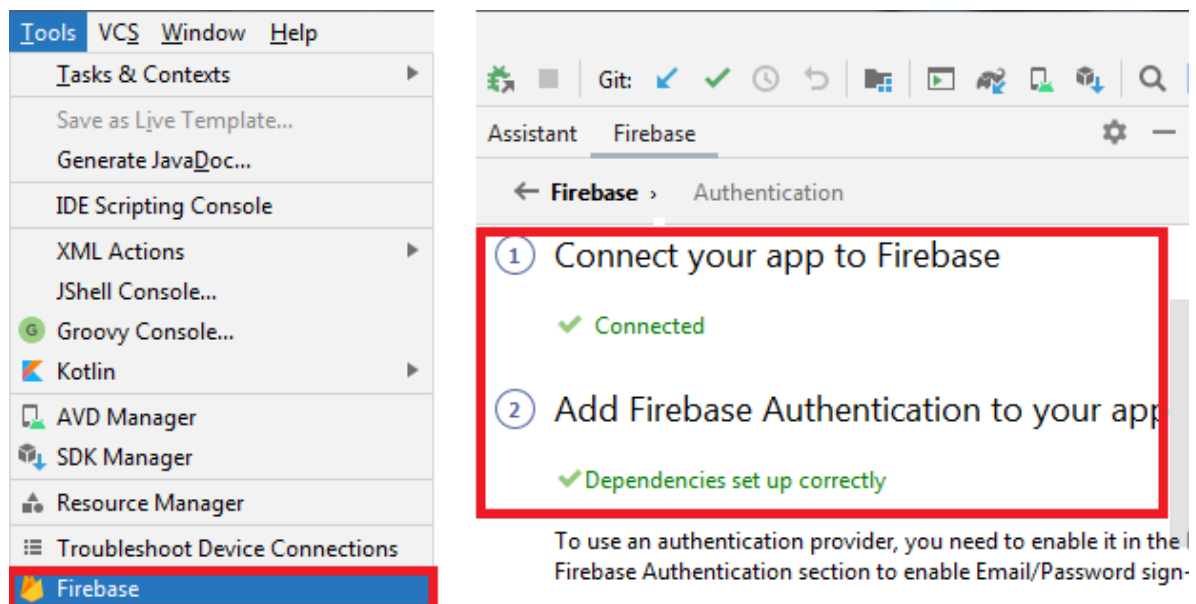 Tools VCS Window Help
Tasks & Contexts
Save as Live Template...
Generate JavaDoc...
IDE Scripting Console
XML Actions
JShell Console...
G Groovy Console...
Kotlin
AVD Manager
SDK Manager
Resource Manager
Troubleshoot Device Connections
Firebase
Git:
Assistant Firebase
← Firebase › Authentication
1 Connect your app to Firebase
Connected
2 Add Firebase Authentication to your app
Dependencies set up correctly
To use an authentication provider, you need to enable it in the
Firebase Authentication section to enable Email/Password sign-